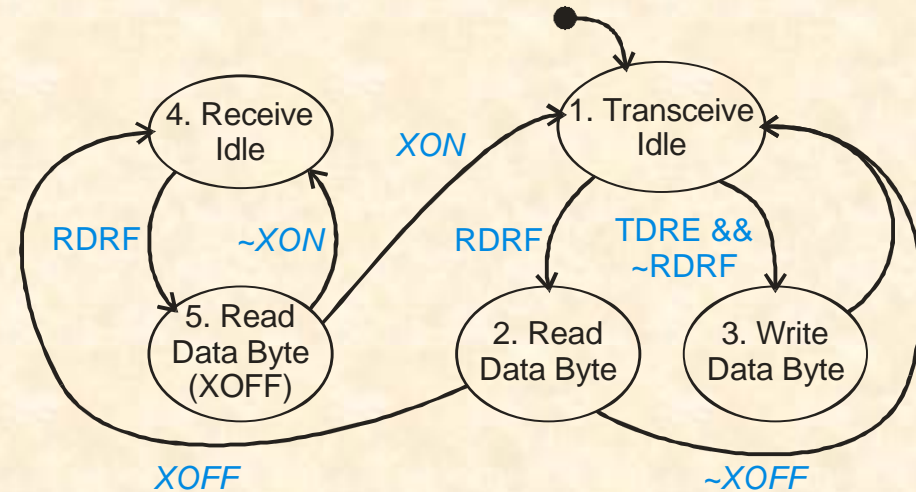 4. Receive
Idle
1. Transceive
Idle
XON
RDRF
~XON
RDRF
TDRE &&
~RDRF
5. Read
Data Byte
(XOFF)
2. Read
Data Byte
3. Write
Data Byte
XOFF
~XOFF